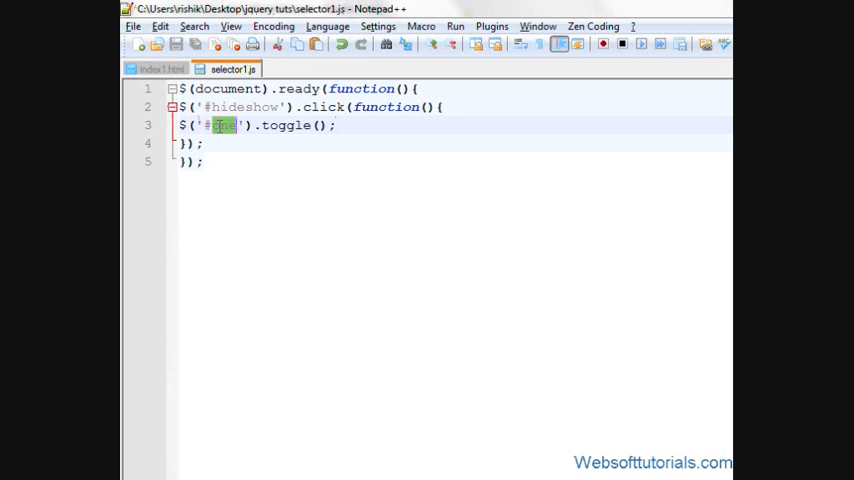 C:\Users\rishik\Desktop\jquery tuts\selector1.js - Notepad++
File Edit Search View Encoding Language Settings Macro Run Plugins Window Zen Coding ?
index1.html selector1.js
1 $(document).ready(function(){
2 $('#hideshow').click(function(){
3 $('#one').toggle();
4 });
5 });
Websofttutorials.com